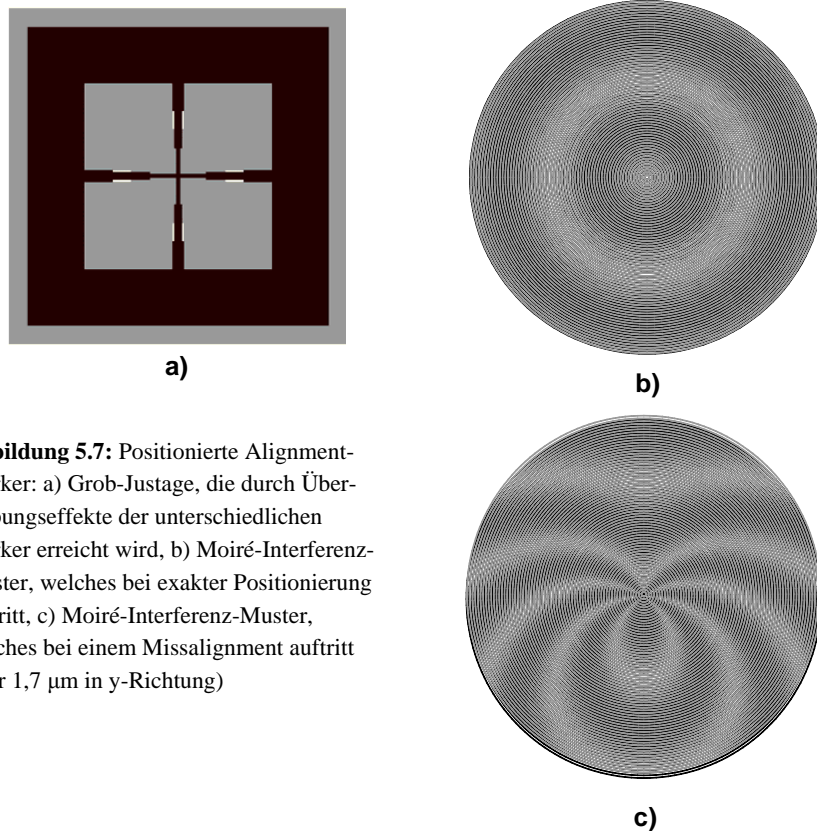 a)
b)
bildung 5.7: Positionierte Alignment-
ker: a) Grob-Justage, die durch Über-
ungseffekte der unterschiedlichen
ker erreicht wird, b) Moiré-Interferenz-
ter, welches bei exakter Positionierung
ritt, c) Moiré-Interferenz-Muster,
ches bei einem Missalignment auftritt
r 1,7 μm in y-Richtung)
c)